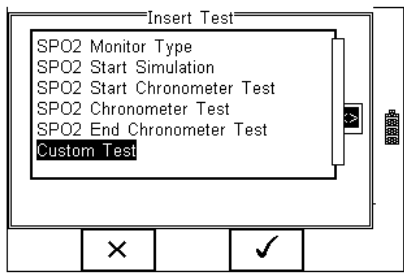 Insert Test
SPO2 Monitor Type
SPO2 Start Simulation
SPO2 Start Chronometer Test
SPO2 Chronometer Test
SPO2 End Chronometer Test
Custom Test